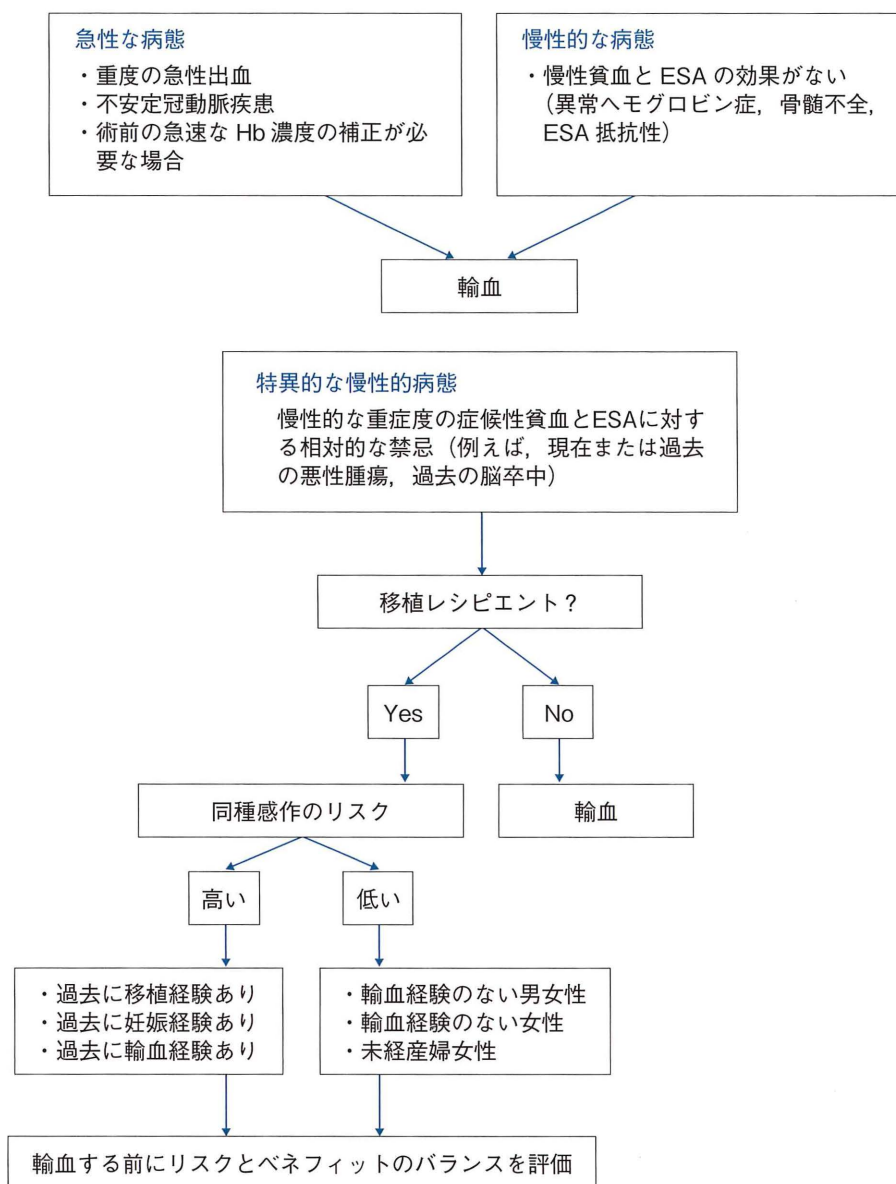 急性な病態
・重度の急性出血
・不安定冠動脈疾患
・術前の急速な Hb 濃度の補正が必
要な場合
慢性的な病態
・慢性貧血と ESA の効果がない
（異常ヘモグロビン症，骨髄不全，
ESA 抵抗性）
輸血
特異的な慢性的病態
慢性的な重症度の症候性貧血とESAに対す
る相対的な禁忌（例えば，現在または過去
の悪性腫瘍，過去の脳卒中）
移植レシピエント？
Yes
No
同種感作のリスク
輸血
高い
低い
・過去に移植経験あり
・過去に妊娠経験あり
・過去に輸血経験あり
・輸血経験のない男女性
・輸血経験のない女性
・未経産婦女性
輸血する前にリスクとベネフィットのバランスを評価